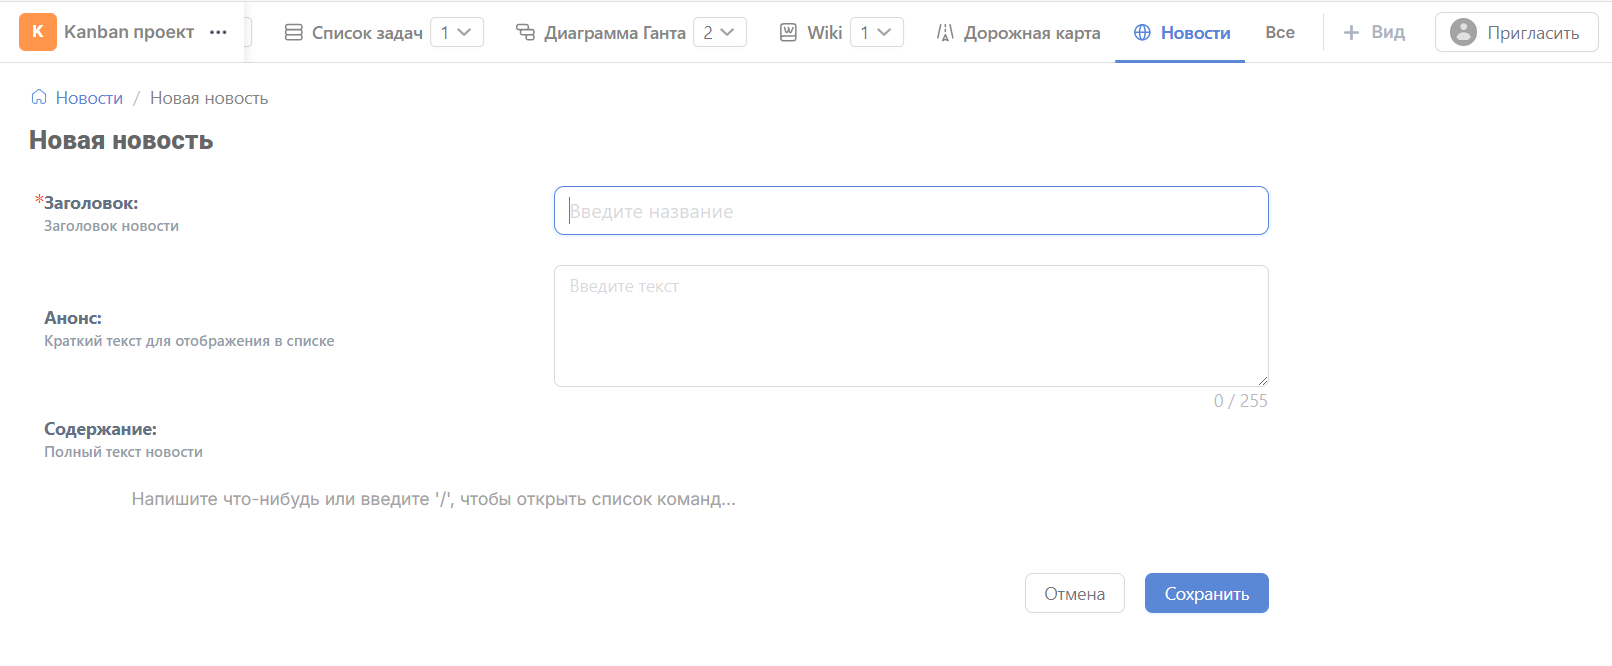 K Kanban проект ••• Список задач 1 Диаграмма Ганта 2 Wiki 1 Дорожная карта Новости Все + Вид Пригласить
Новости / Новая новость
Новая новость
*Заголовок:
Заголовок новости
Введите название
Введите текст
Анонс:
Краткий текст для отображения в списке
0 / 255
Содержание:
Полный текст новости
Напишите что-нибудь или введите '/', чтобы открыть список команд...
Отмена Сохранить